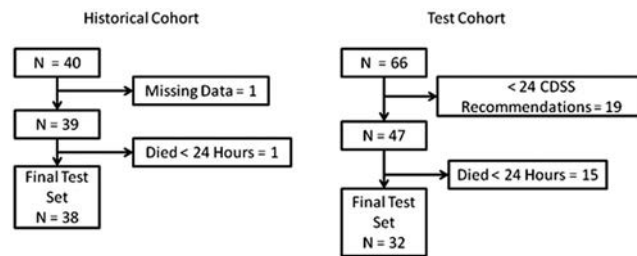 Historical Cohort
N = 40
Missing Data = 1
N = 39
Died < 24 Hours = 1
Final Test
Set
N = 38
Test Cohort
N = 66
< 24 CDSS
Recommendations = 19
N = 47
Died < 24 Hours = 15
Final Test
Set
N = 32